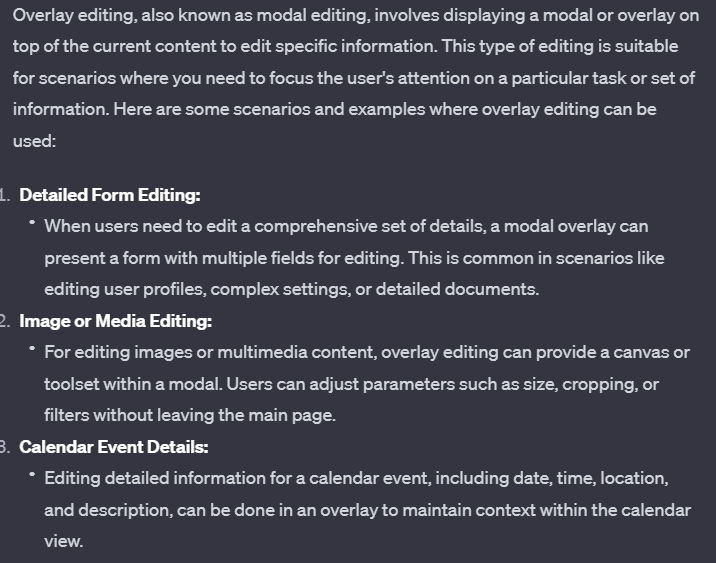 Overlay editing, also known as modal editing, involves displaying a modal or overlay on
top of the current content to edit specific information. This type of editing is suitable
for scenarios where you need to focus the user's attention on a particular task or set of
information. Here are some scenarios and examples where overlay editing can be
used:
1. Detailed Form Editing:
• When users need to edit a comprehensive set of details, a modal overlay can
present a form with multiple fields for editing. This is common in scenarios like
editing user profiles, complex settings, or detailed documents.
2. Image or Media Editing:
• For editing images or multimedia content, overlay editing can provide a canvas or
toolset within a modal. Users can adjust parameters such as size, cropping, or
filters without leaving the main page.
3. Calendar Event Details:
• Editing detailed information for a calendar event, including date, time, location,
and description, can be done in an overlay to maintain context within the calendar
view.